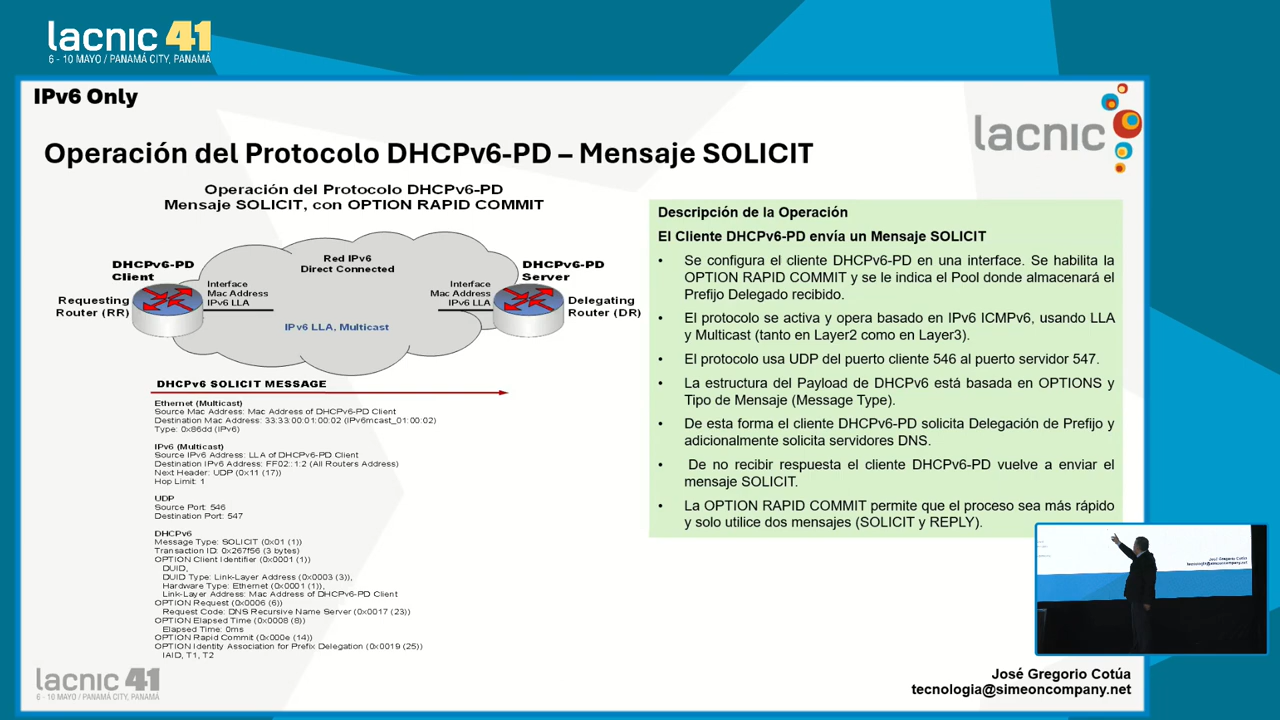 lacnic 41
6 - 10 MAYO / PANAMÁ CITY, PANAMÁ
IPv6 Only
lacnic
Operación del Protocolo DHCPv6-PD – Mensaje SOLICIT
Operación del Protocolo DHCPv6-PD
Mensaje SOLICIT, con OPTION RAPID COMMIT
Red IPv6
Direct Connected
DHCPv6-PD
Client
DHCPv6-PD
Server
Interface
Mac Address
IPv6 LLA
Interface
Mac Address
IPv6 LLA
Requesting
Router (RR)
Delegating
Router (DR)
IPv6 LLA, Multicast
DHCPv6 SOLICIT MESSAGE
Ethernet (Multicast)
Source Mac Address: Mac Address of DHCPv6-PD Client
Destination Mac Address: 33:33:00:01:00:02 (IPv6mcast_01:00:02)
Type: 0x86dd (IPv6)
IPv6 (Multicast)
Source IPv6 Address: LLA of DHCPv6-PD Client
Destination IPv6 Address: FF02::1:2 (All Routers Address)
Next Header: UDP (0x11 (17))
Hop Limit: 1
UDP
Source Port: 546
Destination Port: 547
DHCPv6
Message Type: SOLICIT (0x01 (1))
Transaction ID: 0x267f56 (3 bytes)
OPTION Client Identifier (0x0001 (1))
DUID,
DUID Type: Link-Layer Address (0x0003 (3)),
Hardware Type: Ethernet (0x0001 (1)),
Link-Layer Address: Mac Address of DHCPv6-PD Client
OPTION Request (0x0006 (6))
Request Code: DNS Recursive Name Server (0x0017 (23))
OPTION Elapsed Time (0x0008 (8))
Elapsed Time: 0ms
OPTION Rapid Commit (0x000e (14))
OPTION Identity Association for Prefix Delegation (0x0019 (25))
IAID, T1, T2
Descripción de la Operación
El Cliente DHCPv6-PD envía un Mensaje SOLICIT
• Se configura el cliente DHCPv6-PD en una interface. Se habilita la
OPTION RAPID COMMIT y se le indica el Pool donde almacenará el
Prefijo Delegado recibido.
• El protocolo se activa y opera basado en IPv6 ICMPv6, usando LLA
y Multicast (tanto en Layer2 como en Layer3).
• El protocolo usa UDP del puerto cliente 546 al puerto servidor 547.
• La estructura del Payload de DHCPv6 está basada en OPTIONS y
Tipo de Mensaje (Message Type).
• De esta forma el cliente DHCPv6-PD solicita Delegación de Prefijo y
adicionalmente solicita servidores DNS.
• De no recibir respuesta el cliente DHCPv6-PD vuelve a enviar el
mensaje SOLICIT.
• La OPTION RAPID COMMIT permite que el proceso sea más rápido
y solo utilice dos mensajes (SOLICIT y REPLY).
José Gregorio Cotúa
tecnologia@simeoncompany.net
lacnic 41
6 - 10 MAYO / PANAMÁ CITY, PANAMÁ
José Gregorio Cotúa
tecnologia@simeoncompany.net